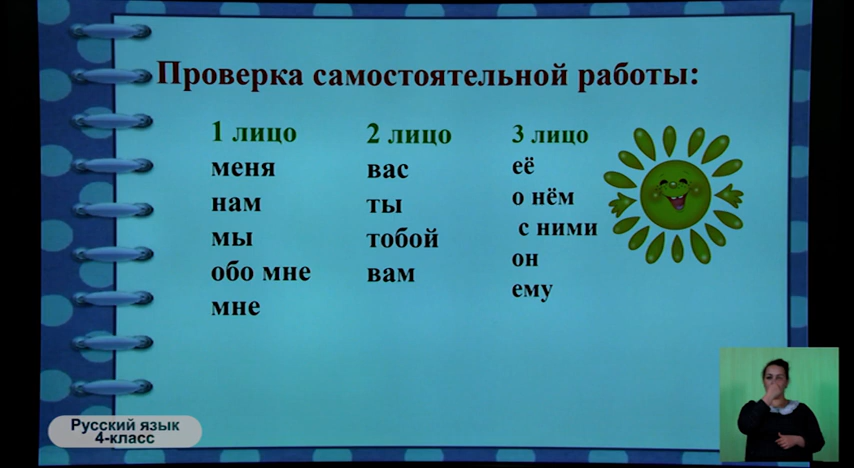 Проверка самостоятельной работы:
1 лицо
меня
нам
мы
обо мне
мне
2 лицо
вас
ты
тобой
вам
3 лицо
её
о нём
с ними
он
ему
Русский язык
4-класс